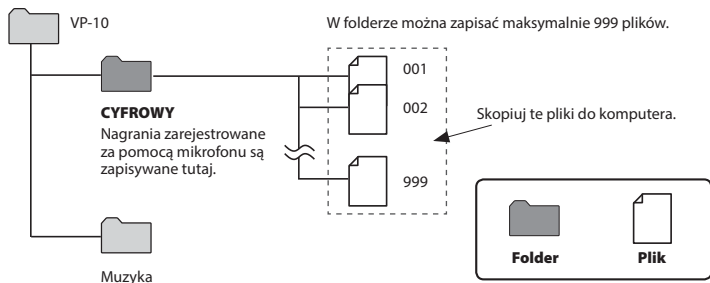 VP-10
W folderze można zapisać maksymalnie 999 plików.
001
CYFROWY
002
Nagrania zarejestrowane
za pomocą mikrofonu są
zapisywane tutaj.
Skopiuj te pliki do komputera.
999
Folder
Plik
Muzyka